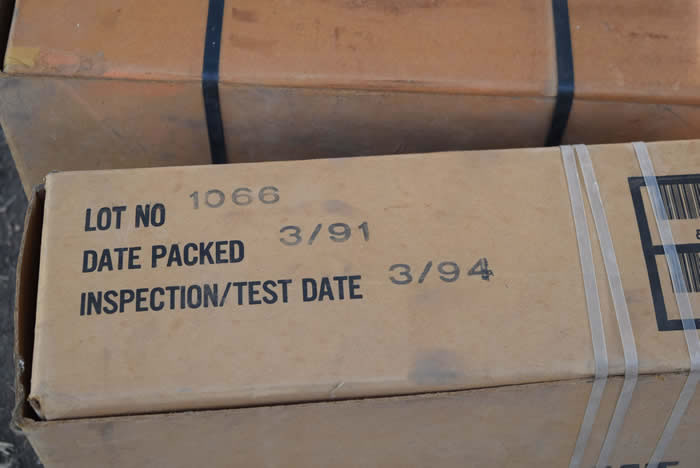 LOT NO 1066
DATE PACKED 3/91
INSPECTION/TEST DATE 3/94